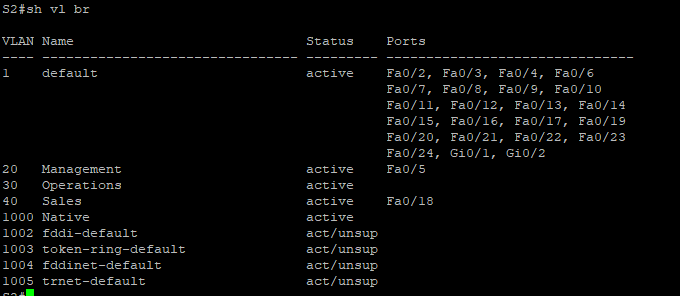 S2#sh vl br
VLAN Name                             Status    Ports
---- -------------------------------- --------- -------------------------------
1    default                          active    Fa0/2, Fa0/3, Fa0/4, Fa0/6
                                                Fa0/7, Fa0/8, Fa0/9, Fa0/10
                                                Fa0/11, Fa0/12, Fa0/13, Fa0/14
                                                Fa0/15, Fa0/16, Fa0/17, Fa0/19
                                                Fa0/20, Fa0/21, Fa0/22, Fa0/23
                                                Fa0/24, Gi0/1, Gi0/2
20   Management                       active    Fa0/5
30   Operations                       active
40   Sales                            active    Fa0/18
1000 Native                           active
1002 fddi-default                     act/unsup
1003 token-ring-default               act/unsup
1004 fddinet-default                  act/unsup
1005 trnet-default                    act/unsup
S2#